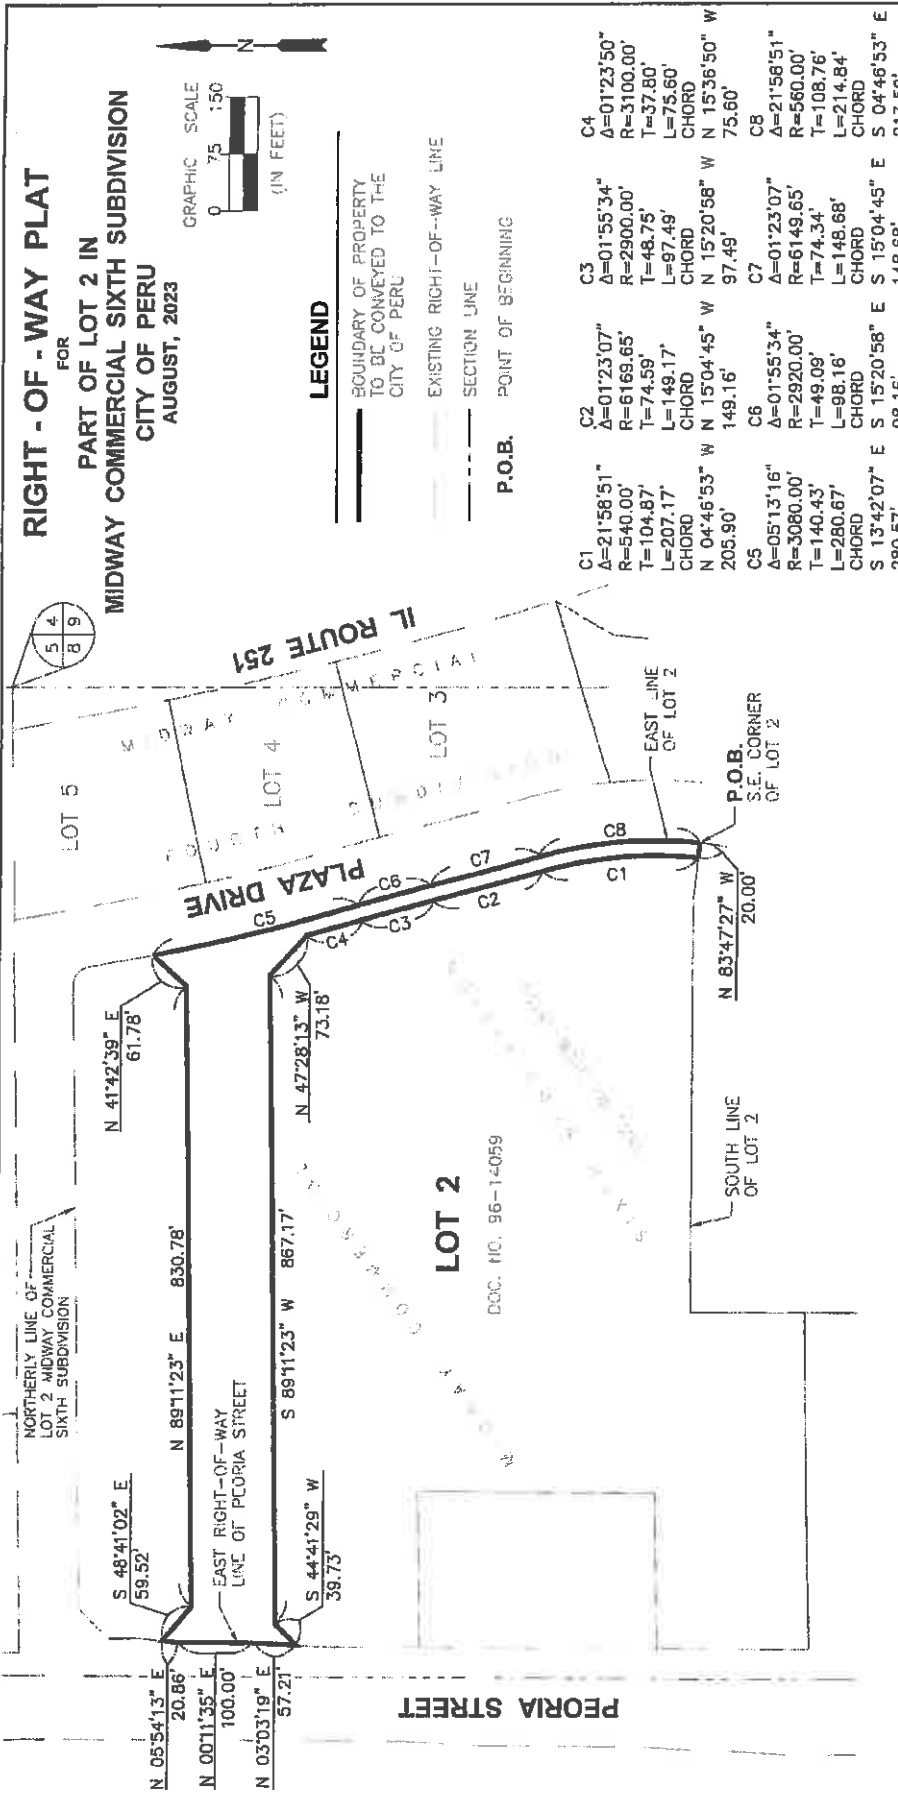 RIGHT - OF - WAY PLAT
FOR
PART OF LOT 2 IN
MIDWAY COMMERCIAL SIXTH SUBDIVISION
CITY OF PERU
AUGUST, 2023
N
GRAPHIC SCALE
0 75 150
(IN FEET)
LEGEND
BOUNDARY OF PROPERTY
TO BE CONVEYED TO THE
CITY OF PERU
EXISTING RIGHT-OF-WAY LINE
SECTION LINE
P.O.B. POINT OF BEGINNING
C1
Δ=21°58'51"
R=540.00'
T=104.87'
L=207.17'
CHORD
N 04°46'53" W
205.90'
C2
Δ=01°23'07"
R=6169.65'
T=74.59'
L=149.17'
CHORD
N 15°04'45" W
149.16'
C3
Δ=01°55'34"
R=2900.00'
T=48.75'
L=97.49'
CHORD
N 15°20'58" W
97.49'
C4
Δ=01°23'50"
R=3100.00'
T=37.80'
L=75.60'
CHORD
N 15°36'50" W
75.60'
C5
Δ=05°13'16"
R=3080.00'
T=140.43'
L=280.67'
CHORD
S 13°42'07" E
280.57'
C6
Δ=01°55'34"
R=2920.00'
T=49.09'
L=98.16'
CHORD
S 15°20'58" E
98.16'
C7
Δ=01°23'07"
R=6149.65'
T=74.34'
L=148.68'
CHORD
S 15°04'45" E
148.68'
C8
Δ=21°58'51"
R=560.00'
T=108.76'
L=214.84'
CHORD
S 04°46'53" E
5 4
8 9
IL ROUTE 251
LOT 5
LOT 4
LOT 3
MIDWAY COMMERCIAL
FOURTH SUBDIVISION
PLAZA DRIVE
EAST LINE
OF LOT 2
P.O.B.
S.E. CORNER
OF LOT 2
N 83°47'27" W
20.00'
C5
C6
C7
C8
C4
C3
C2
C1
N 41°42'39" E
61.78'
N 47°28'13" W
73.18'
NORTHERLY LINE OF
LOT 2 MIDWAY COMMERCIAL
SIXTH SUBDIVISION
N 89°11'23" E 830.78'
S 89°11'23" W 867.17'
LOT 2
DOC. NO. 96-14059
SOUTH LINE
OF LOT 2
EAST RIGHT-OF-WAY
LINE OF PEORIA STREET
S 48°41'02" E
59.52'
S 44°41'29" W
39.73'
N 05°54'13" E
20.86'
N 00°11'35" E
100.00'
N 03°03'19" E
57.21'
PEORIA STREET